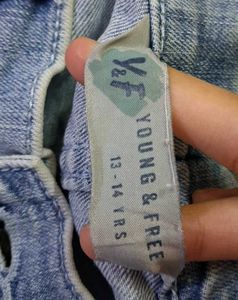 Y&F
YOUNG & FREE
13 - 14 YRS